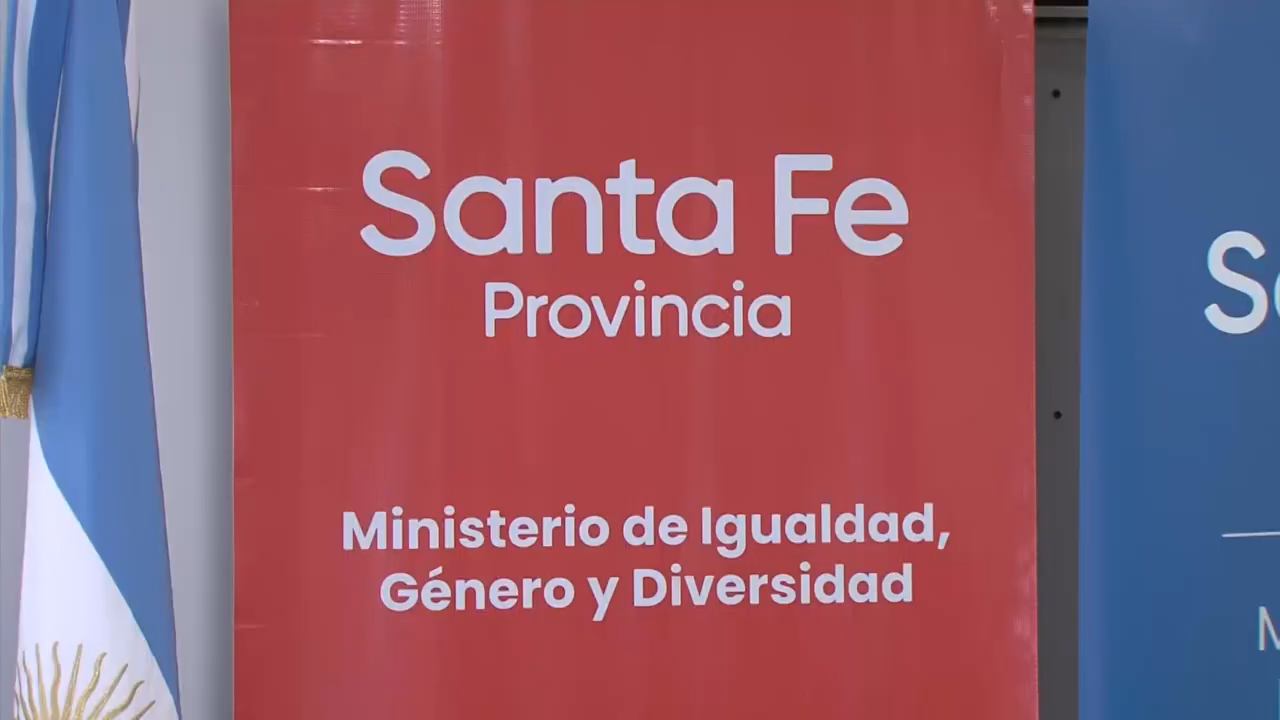 Santa Fe
Provincia
Ministerio de Igualdad,
Género y Diversidad